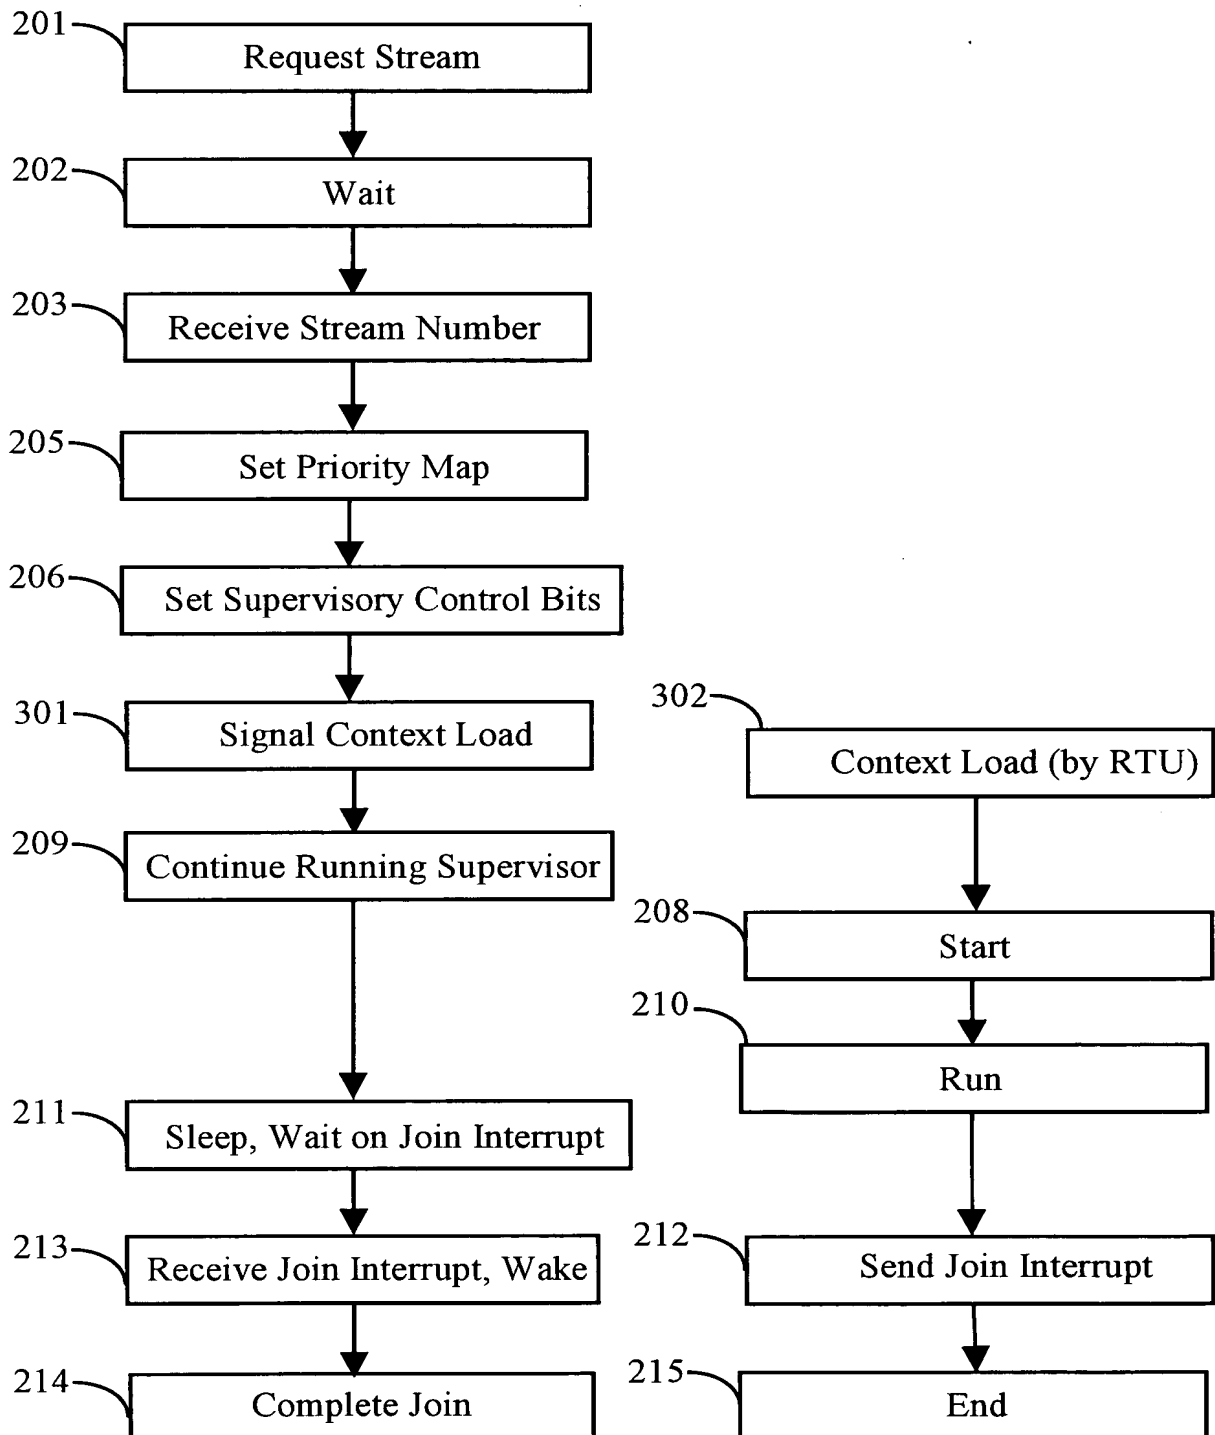 201
Request Stream
202
Wait
203
Receive Stream Number
205
Set Priority Map
206
Set Supervisory Control Bits
301
Signal Context Load
209
Continue Running Supervisor
211
Sleep, Wait on Join Interrupt
213
Receive Join Interrupt, Wake
214
Complete Join
302
Context Load (by RTU)
208
Start
210
Run
212
Send Join Interrupt
215
End